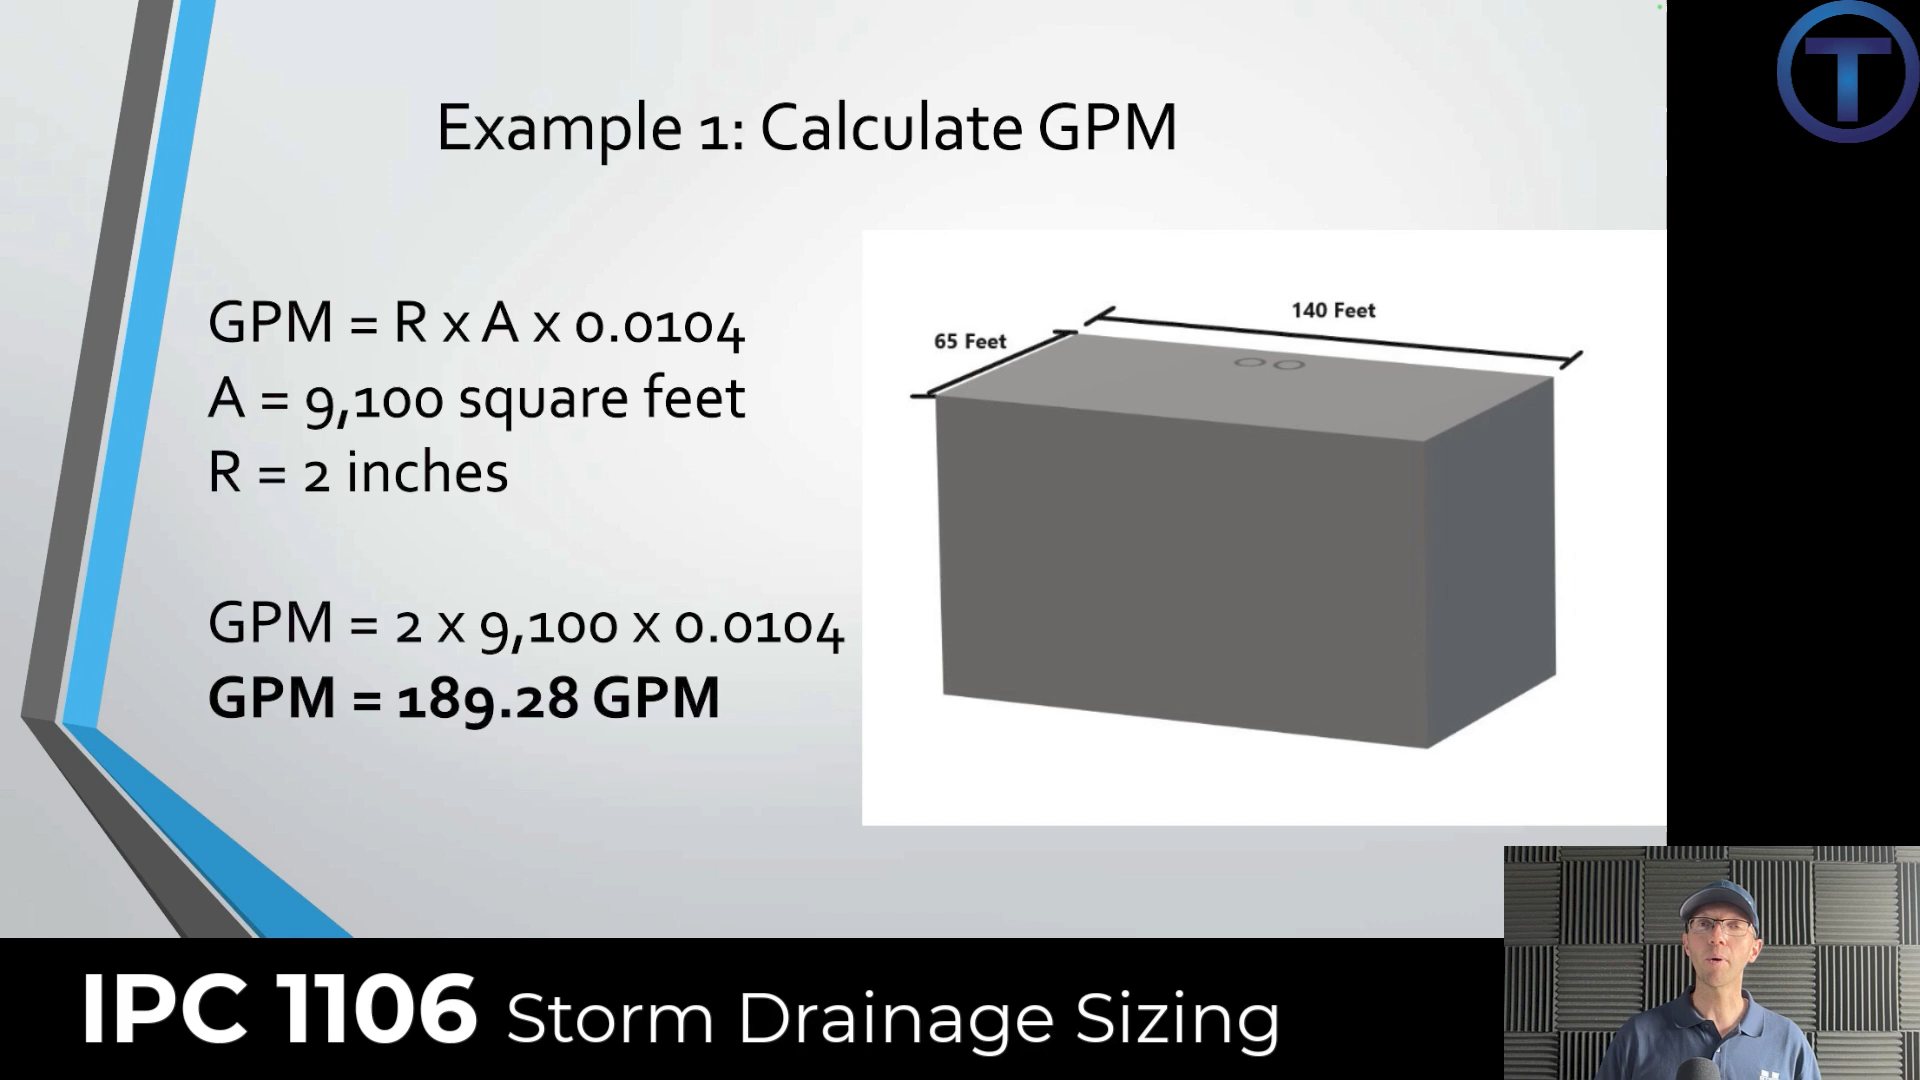 T
Example 1: Calculate GPM
GPM = R x A x 0.0104
A = 9,100 square feet
R = 2 inches
GPM = 2 x 9,100 x 0.0104
GPM = 189.28 GPM
140 Feet
65 Feet
IPC 1106 Storm Drainage Sizing